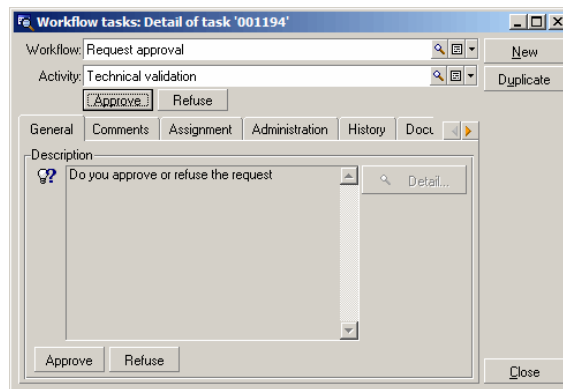 Workflow tasks: Detail of task '001194'
Workflow: Request approval
New
Activity: Technical validation
Duplicate
Approve Refuse
General Comments Assignment Administration History Docu
Description
Do you approve or refuse the request
Detail...
Approve Refuse
Close